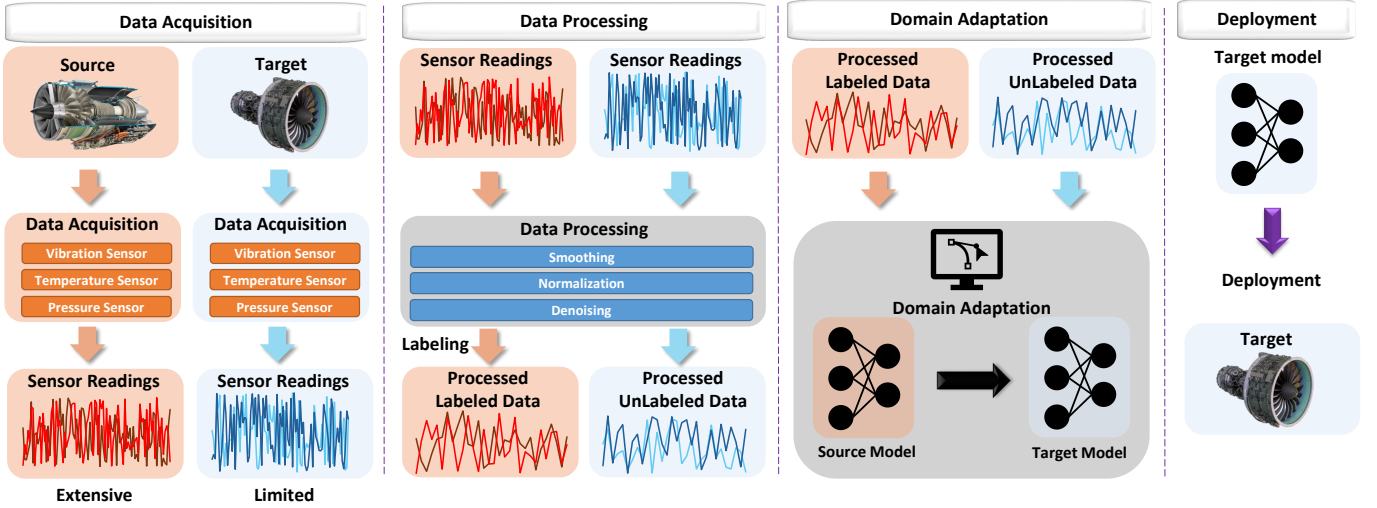 Data Acquisition
Source
Target
Data Acquisition
Vibration Sensor
Temperature Sensor
Pressure Sensor
Data Acquisition
Vibration Sensor
Temperature Sensor
Pressure Sensor
Sensor Readings
Sensor Readings
Extensive
Limited
Data Processing
Sensor Readings
Sensor Readings
Data Processing
Smoothing
Normalization
Denoising
Labeling
Processed
Labeled Data
Processed
UnLabeled Data
Domain Adaptation
Processed
Labeled Data
Processed
UnLabeled Data
Domain Adaptation
Source Model
Target Model
Deployment
Target model
Deployment
Target